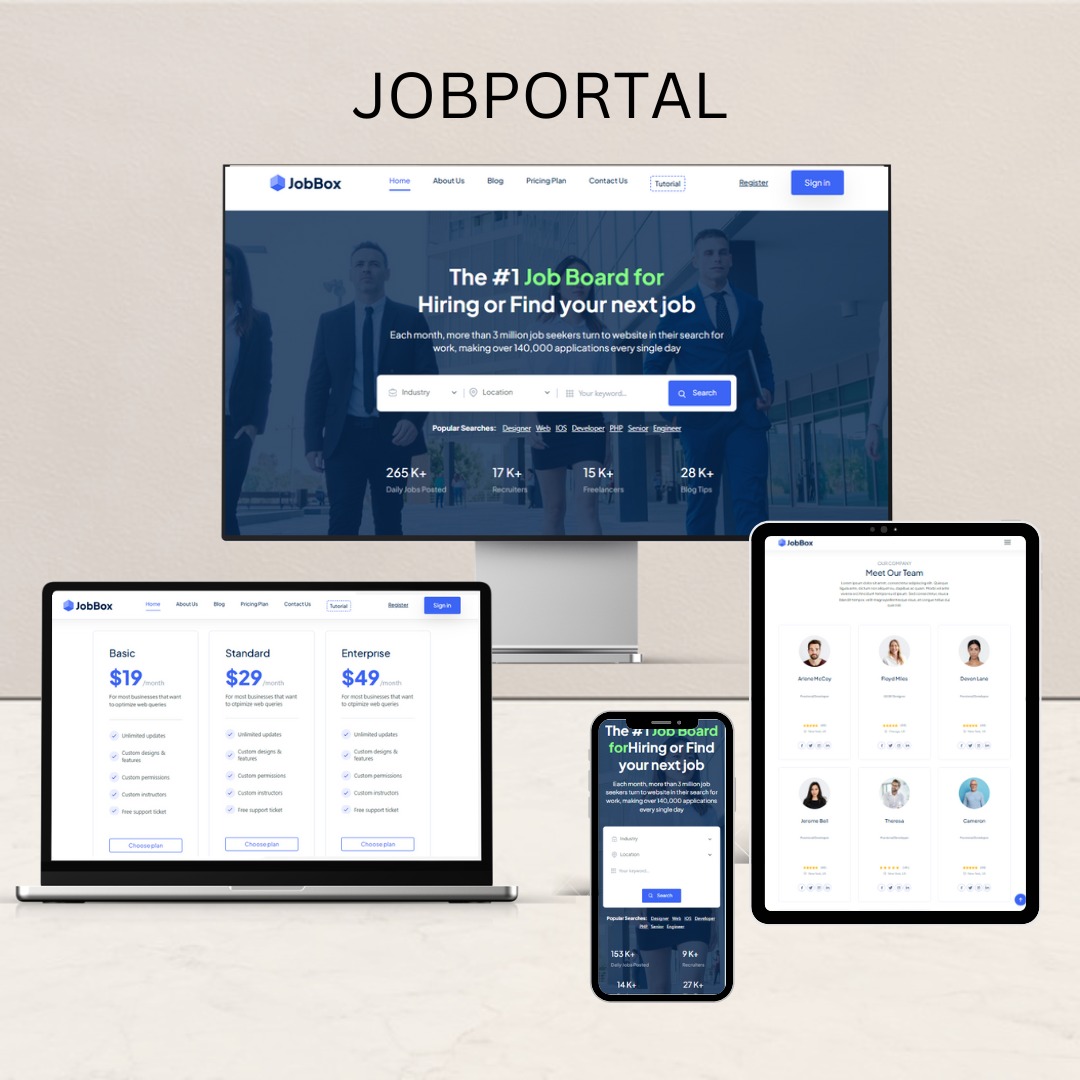 JOBPORTAL
JobBox
Home About Us Blog Pricing Plan Contact Us Tutorial Register Sign in
The #1 Job Board for
Hiring or Find your next job
Each month, more than 3 million job seekers turn to website in their search for
work, making over 140,000 applications every single day
Industry Location Your keyword... Search
Popular Searches: Designer Web IOS Developer PHP Senior Engineer
265 K+ 17 K+ 15 K+ 28 K+
Daily Jobs Posted Recruiters Freelancers Blog Tips
JobBox
Home About Us Blog Pricing Plan Contact Us Tutorial Register Sign in
Basic
$19 /month
For most businesses that want
to optimize web queries
Unlimited updates
Custom designs &
features
Custom permissions
Custom instructors
Free support ticket
Choose plan
Standard
$29 /month
For most businesses that want
to otpimize web queries
Unlimited updates
Custom designs &
features
Custom permissions
Custom instructors
Free support ticket
Choose plan
Enterprise
$49 /month
For most businesses that want
to otpimize web queries
Unlimited updates
Custom designs &
features
Custom permissions
Custom instructors
Free support ticket
Choose plan
The #1 Job Board
forHiring or Find
your next job
Each month, more than 3 million job
seekers turn to website in their search for
work, making over 140,000 applications
every single day
Industry
Location
Your keyword...
Search
Popular Searches: Designer Web IOS Developer
PHP Senior Engineer
153 K+ 9 K+
Daily Jobs Posted Recruiters
14 K+ 27 K+
JobBox
OUR COMPANY
Meet Our Team
Arlene McCoy Floyd Miles Devon Lane
Jerome Bell Theresa Cameron